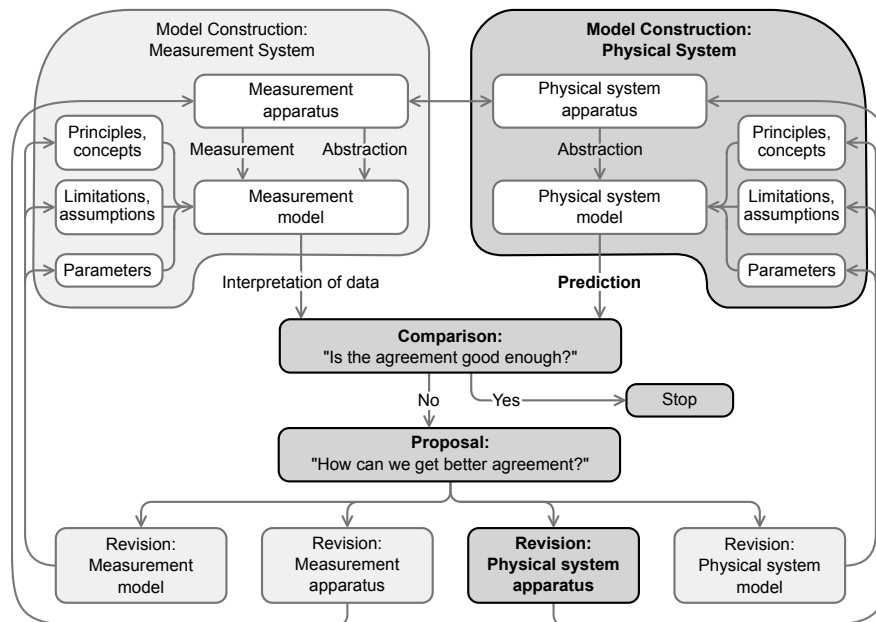 Model Construction:
Measurement System
Model Construction:
Physical System
Measurement
apparatus
Physical system
apparatus
Principles,
concepts
Measurement
Abstraction
Abstraction
Principles,
concepts
Limitations,
assumptions
Measurement
model
Physical system
model
Limitations,
assumptions
Parameters
Parameters
Interpretation of data
Prediction
Comparison:
"Is the agreement good enough?"
No
Yes
Stop
Proposal:
"How can we get better agreement?"
Revision:
Measurement
model
Revision:
Measurement
apparatus
Revision:
Physical system
apparatus
Revision:
Physical system
model